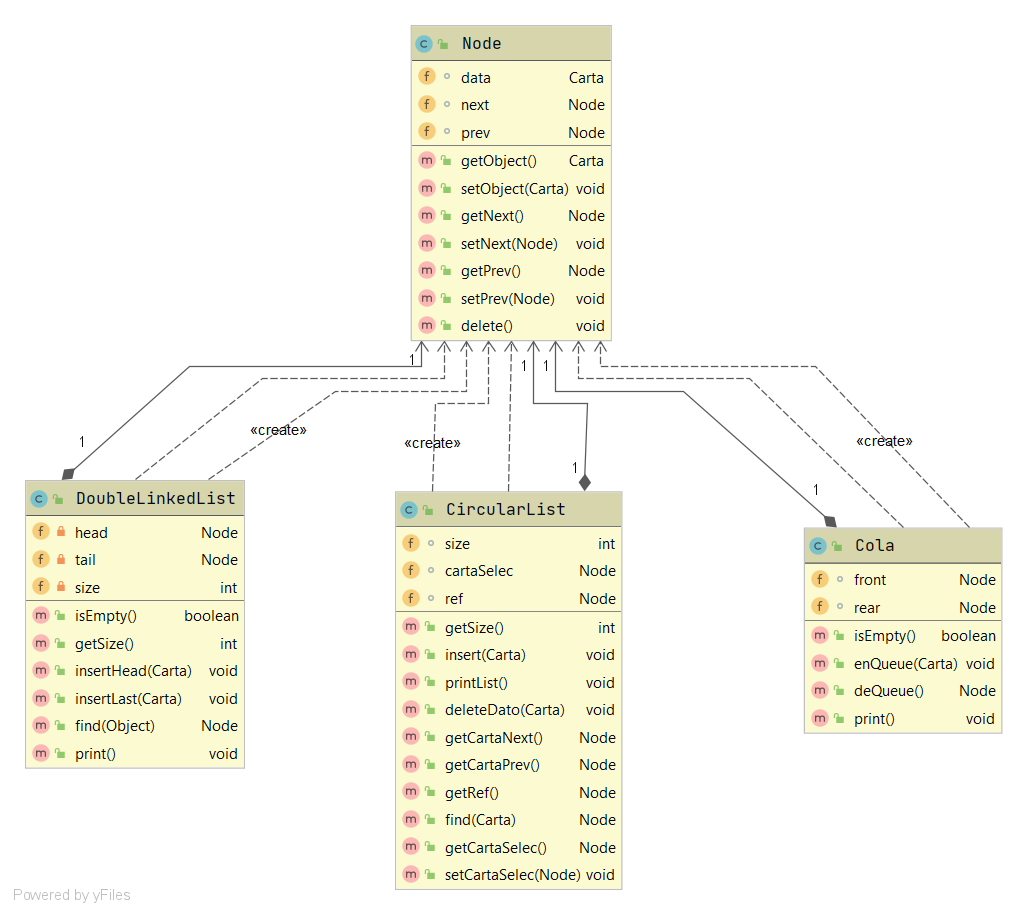 Node
data Carta
next Node
prev Node
getObject() Carta
setObject(Carta) void
getNext() Node
setNext(Node) void
getPrev() Node
setPrev(Node) void
delete() void
1 1 1
«create» «create» «create»
1 1 1
DoubleLinkedList
head Node
tail Node
size int
isEmpty() boolean
getSize() int
insertHead(Carta) void
insertLast(Carta) void
find(Object) Node
print() void
CircularList
size int
cartaSelec Node
ref Node
getSize() int
insert(Carta) void
printList() void
deleteDato(Carta) void
getCartaNext() Node
getCartaPrev() Node
getRef() Node
find(Carta) Node
getCartaSelec() Node
setCartaSelec(Node) void
Cola
front Node
rear Node
isEmpty() boolean
enQueue(Carta) void
deQueue() Node
print() void
Powered by yFiles